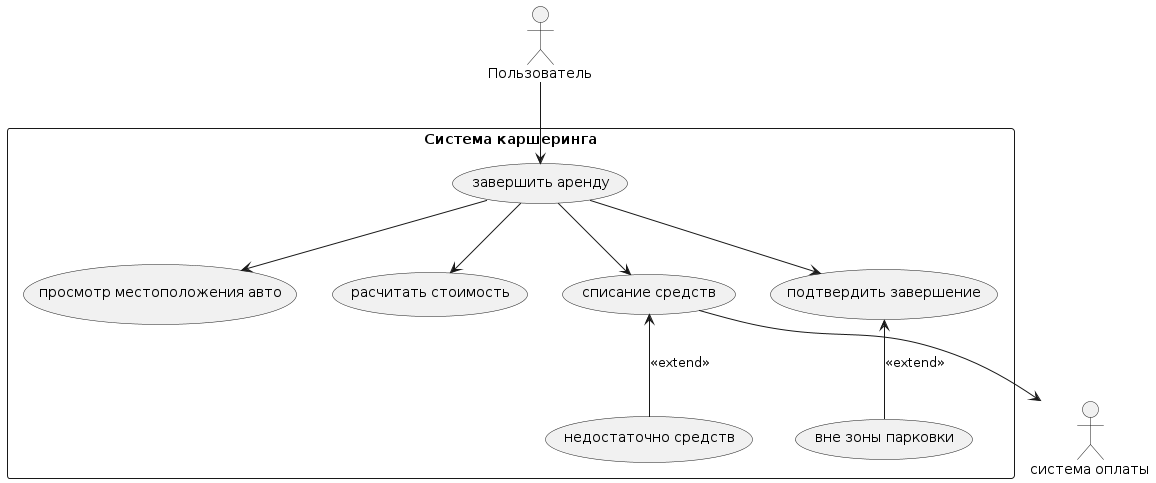 Пользователь
Система каршеринга
завершить аренду
просмотр местоположения авто
расчитать стоимость
списание средств
подтвердить завершение
«extend»
«extend»
недостаточно средств
вне зоны парковки
система оплаты